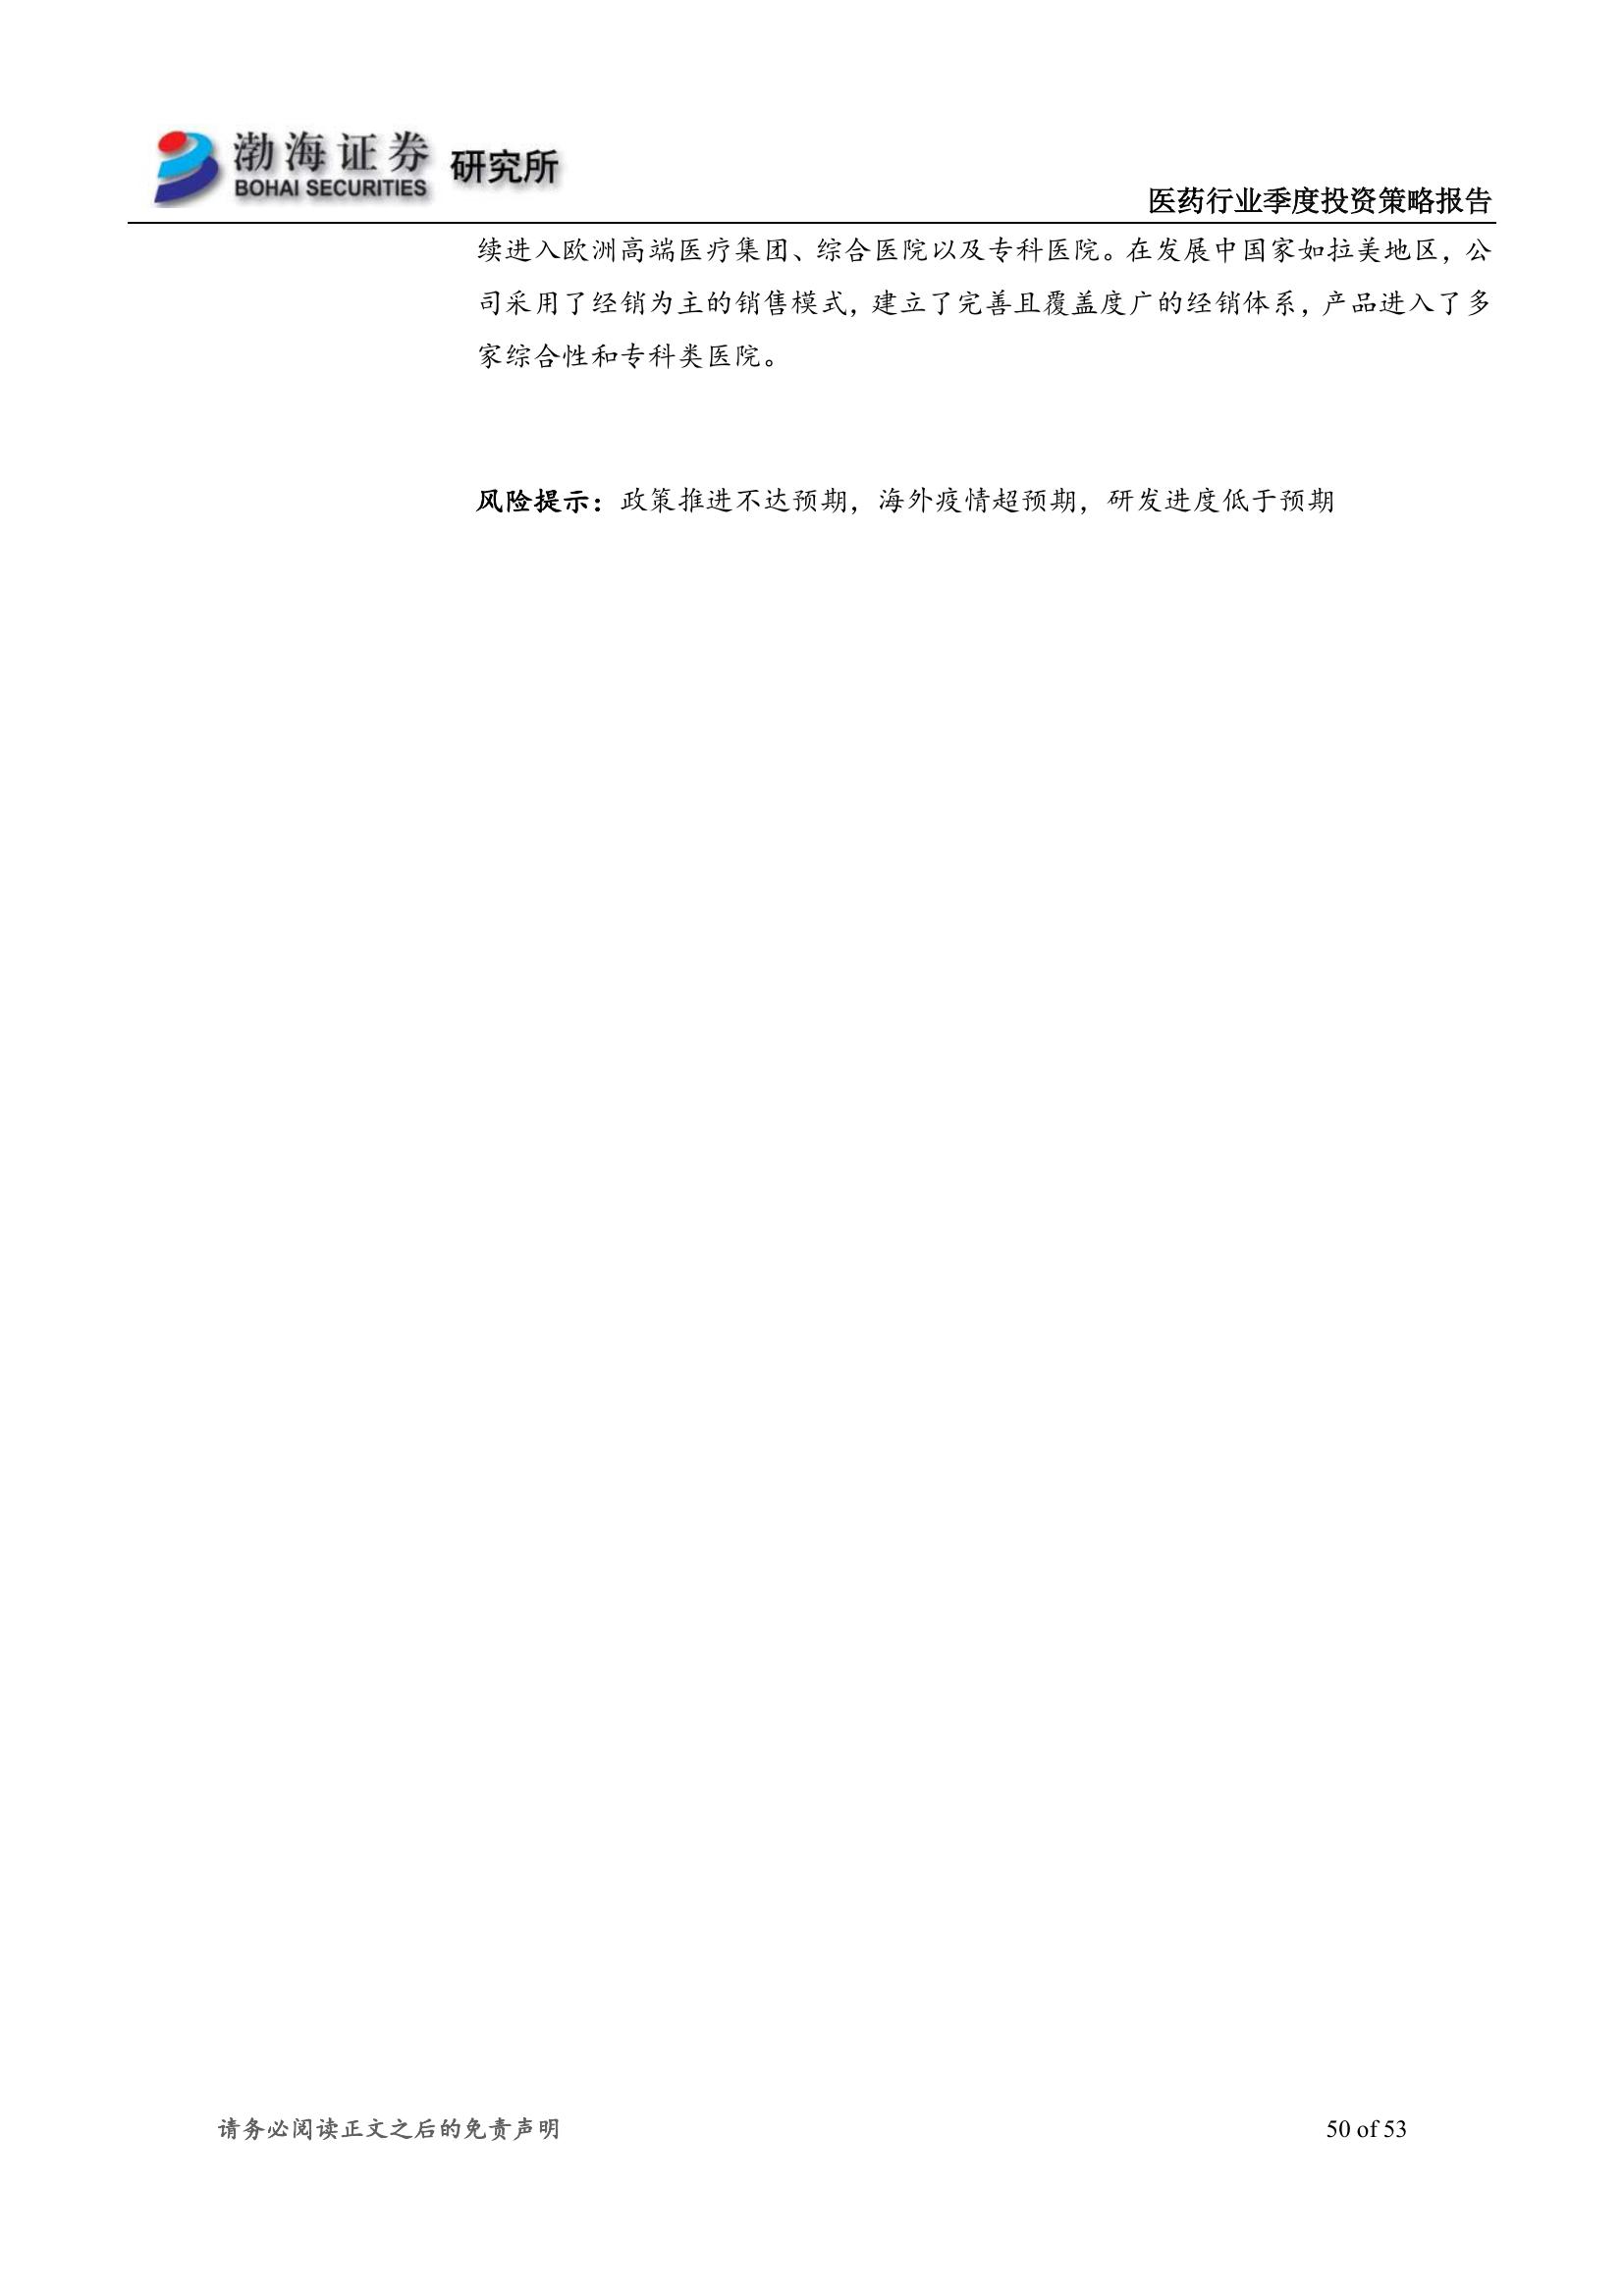 渤海证券 研究所
BOHAI SECURITIES
医药行业季度投资策略报告
续进入欧洲高端医疗集团、综合医院以及专科医院。在发展中国家如拉美地区，公
司采用了经销为主的销售模式，建立了完善且覆盖度广的经销体系，产品进入了多
家综合性和专科类医院。
风险提示：政策推进不达预期，海外疫情超预期，研发进度低于预期
请务必阅读正文之后的免责声明
50 of 53